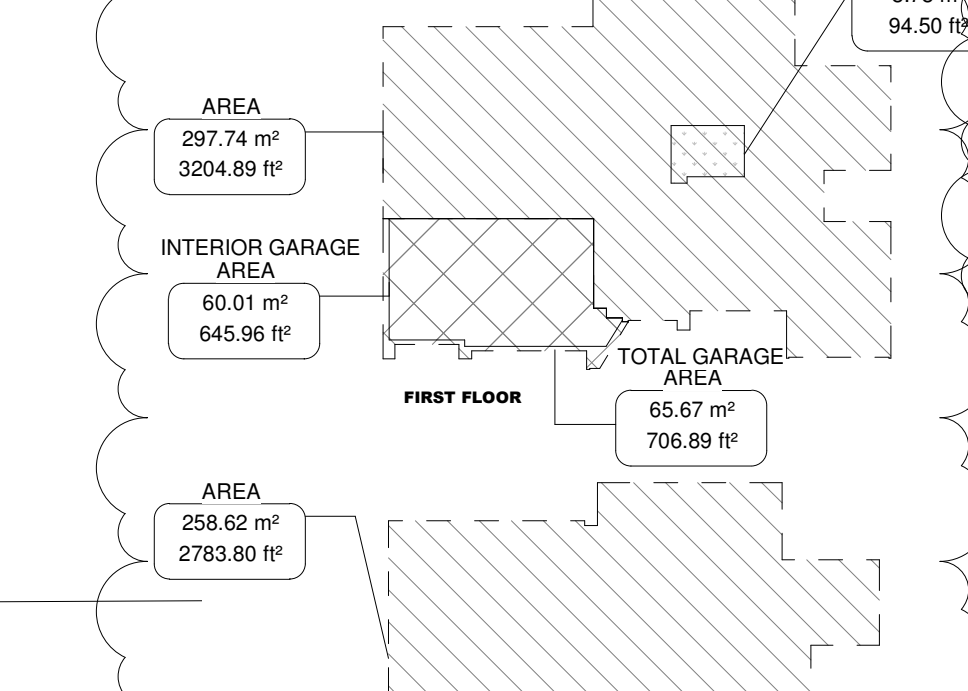 94.50 ft²
AREA
297.74 m²
3204.89 ft²
INTERIOR GARAGE
AREA
60.01 m²
645.96 ft²
TOTAL GARAGE
AREA
65.67 m²
706.89 ft²
FIRST FLOOR
AREA
258.62 m²
2783.80 ft²